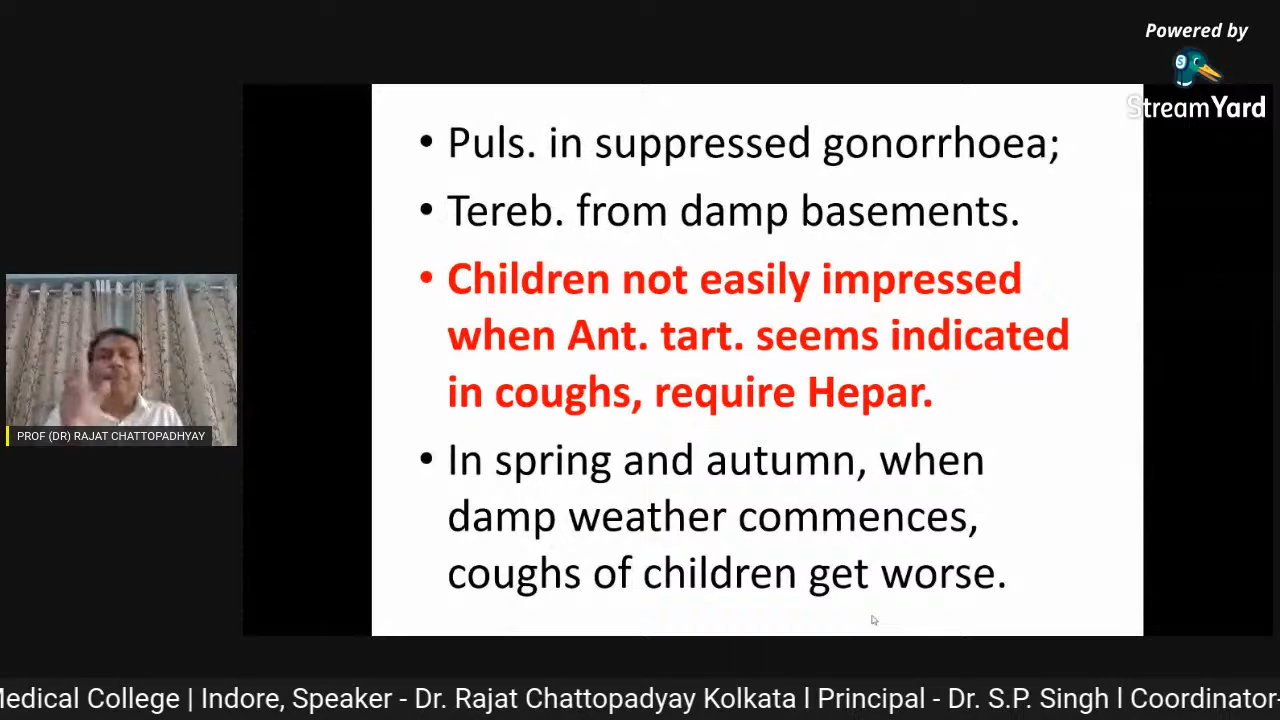 Powered by
StreamYard
• Puls. in suppressed gonorrhoea;
• Tereb. from damp basements.
• Children not easily impressed
when Ant. tart. seems indicated
in coughs, require Hepar.
• In spring and autumn, when
damp weather commences,
coughs of children get worse.
PROF (DR) RAJAT CHATTOPADHYAY
Medical College | Indore, Speaker - Dr. Rajat Chattopadyay Kolkata l Principal - Dr. S.P. Singh l Coordinator-